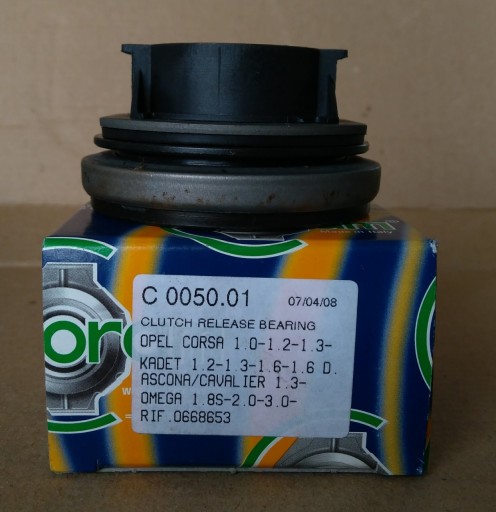 C 0050.01 07/04/08
CLUTCH RELEASE BEARING
OPEL CORSA 1.0-1.2-1.3-
KADET 1.2-1.3-1.6-1.6 D.
ASCONA/CAVALIER 1.3-
OMEGA 1.8S-2.0-3.0-
RIF.0668653